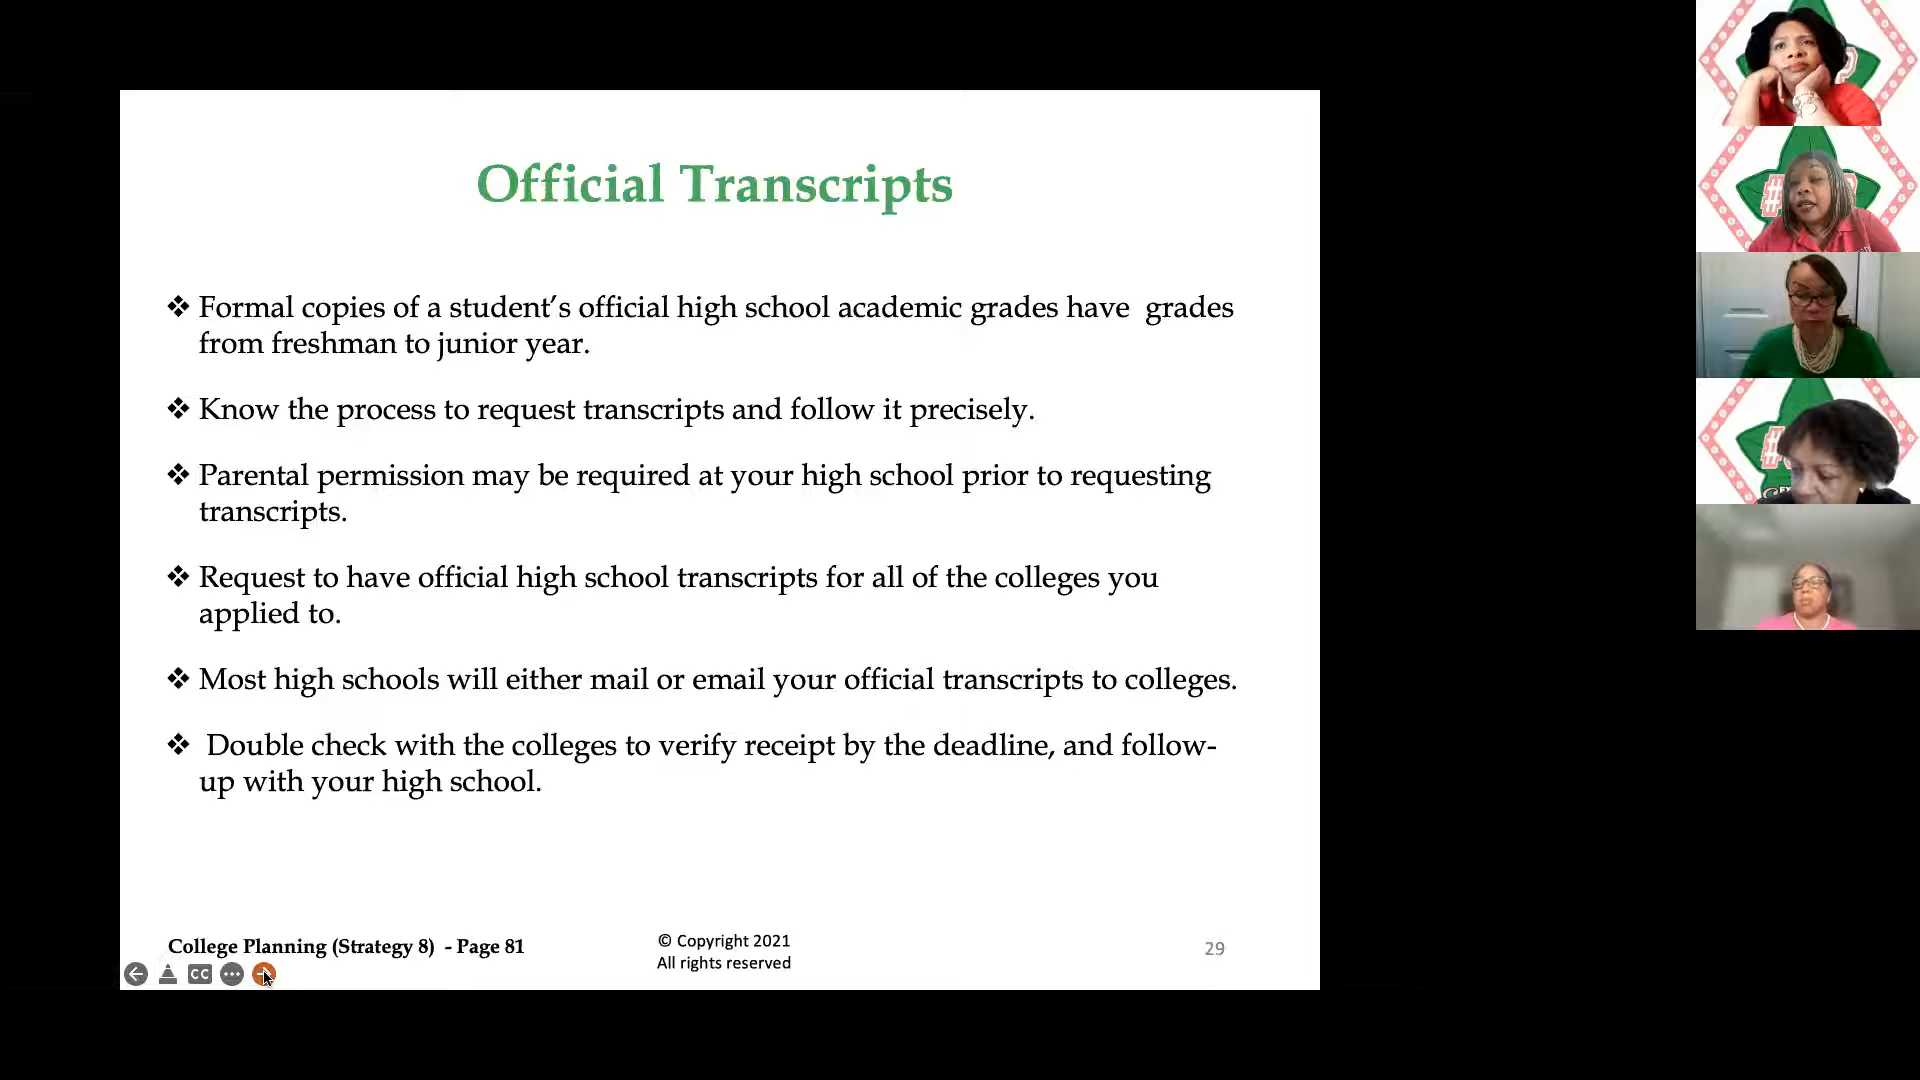 Official Transcripts
❖ Formal copies of a student’s official high school academic grades have  grades
from freshman to junior year.
❖ Know the process to request transcripts and follow it precisely.
❖ Parental permission may be required at your high school prior to requesting
transcripts.
❖ Request to have official high school transcripts for all of the colleges you
applied to.
❖ Most high schools will either mail or email your official transcripts to colleges.
❖ Double check with the colleges to verify receipt by the deadline, and follow-
up with your high school.
College Planning (Strategy 8)  - Page 81
© Copyright 2021
All rights reserved
29
CC